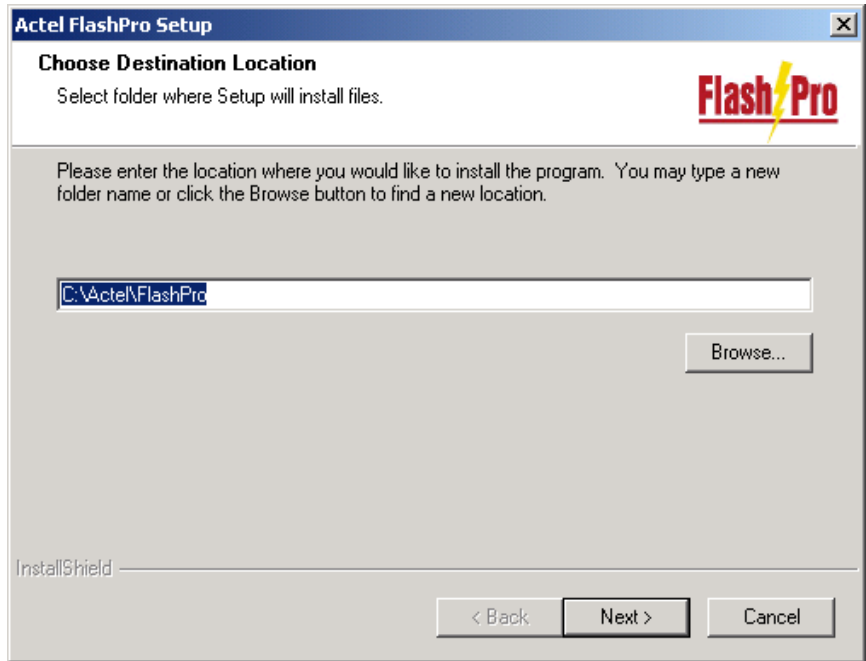 Actel FlashPro Setup
Choose Destination Location
Select folder where Setup will install files.
Flash Pro
Please enter the location where you would like to install the program.  You may type a new
folder name or click the Browse button to find a new location.
C:\Actel\FlashPro
Browse...
InstallShield
< Back
Next >
Cancel